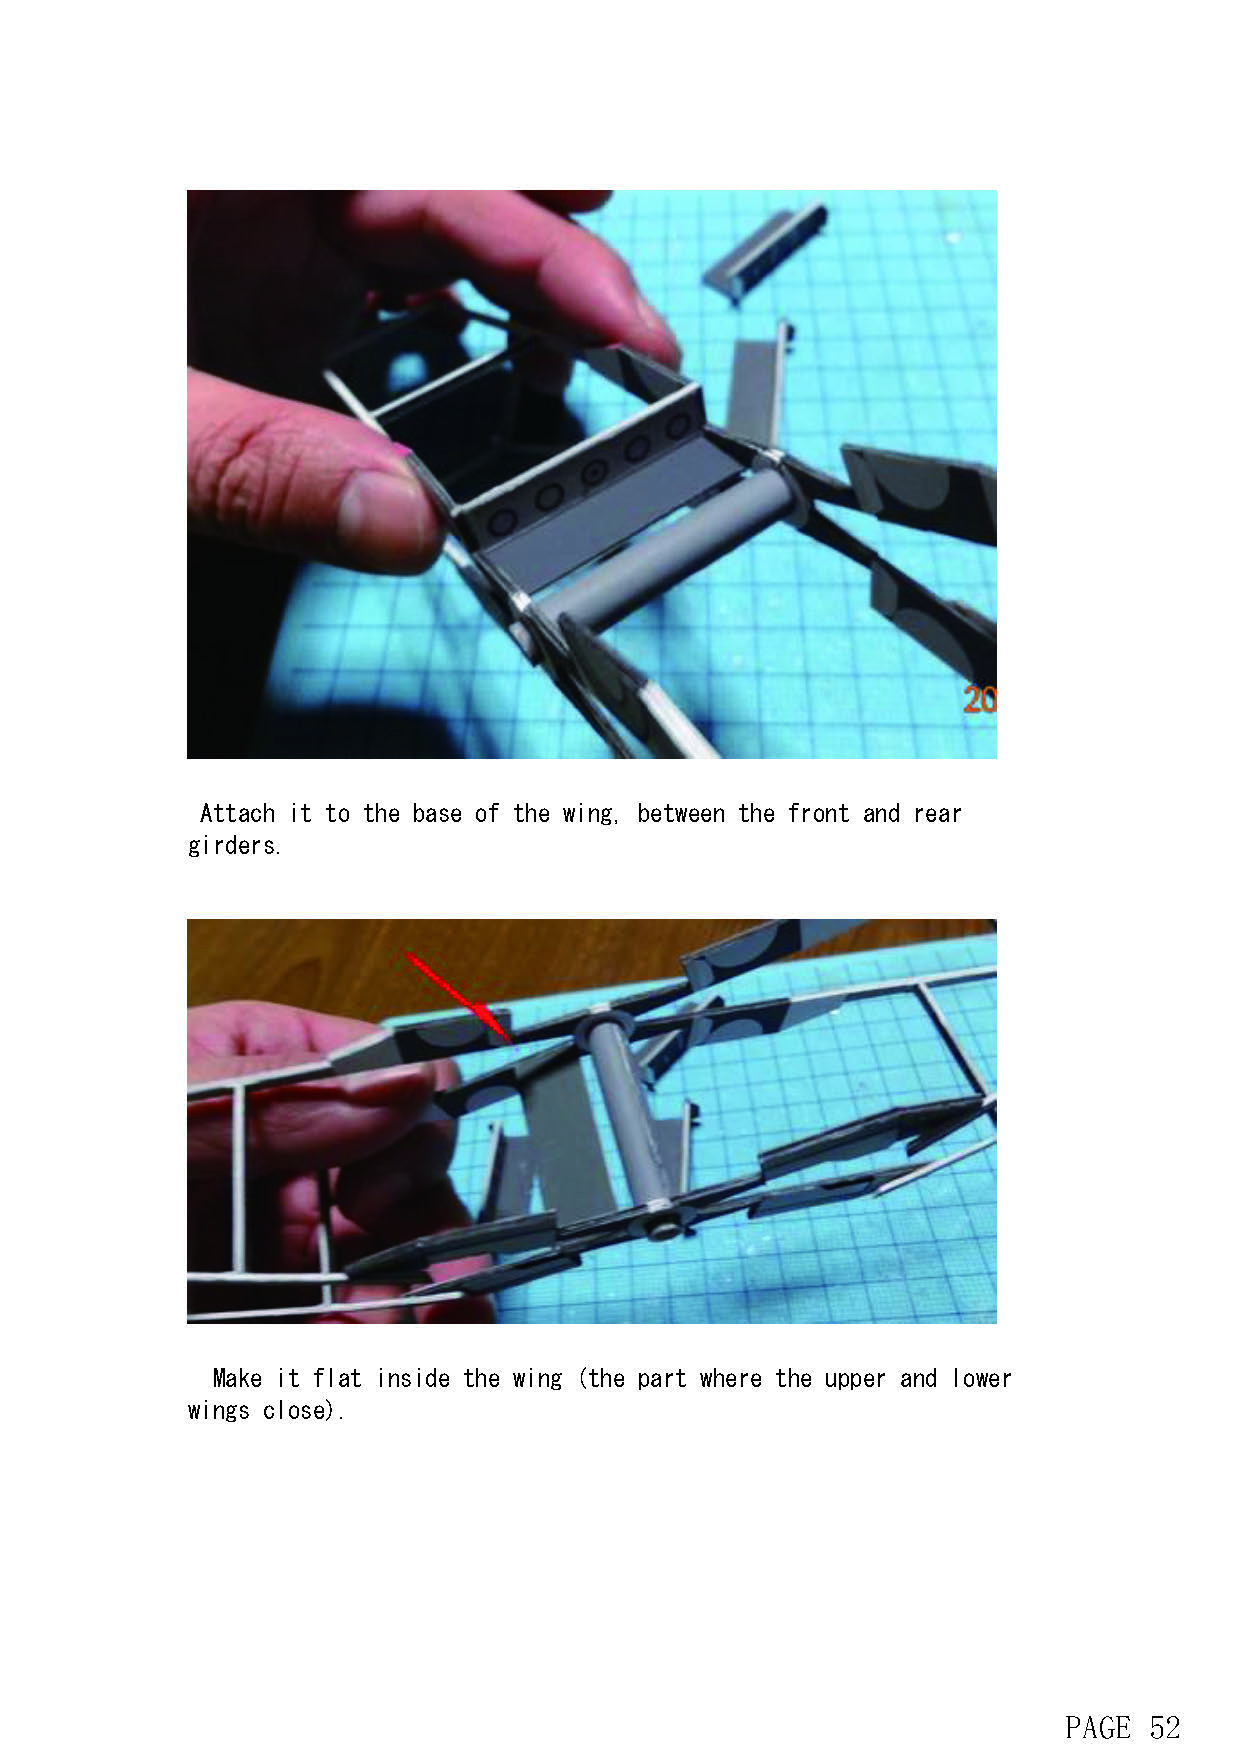 20
Attach it to the base of the wing, between the front and rear
girders.
Make it flat inside the wing (the part where the upper and lower
wings close).
PAGE 52